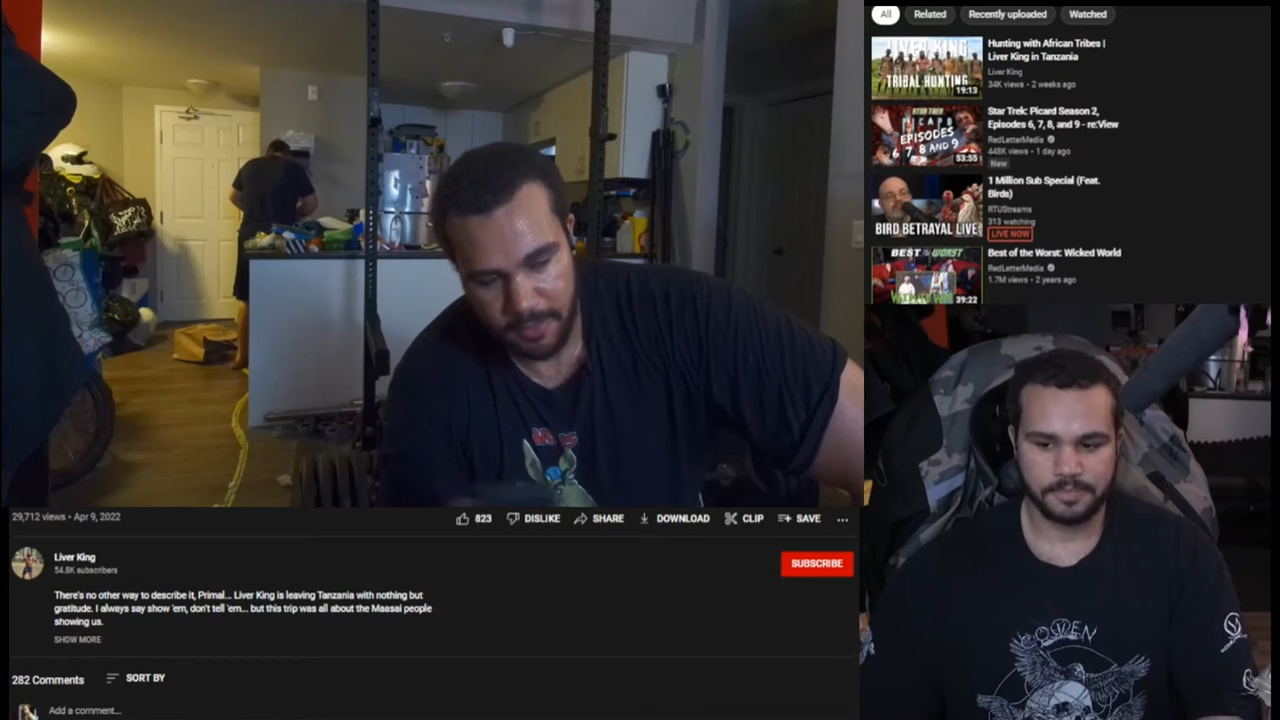 All
Related
Recently uploaded
Watched
LIVER KING
TRIBAL HUNTING
19:13
Hunting with African Tribes |
Liver King in Tanzania
Liver King
34K views • 2 weeks ago
STAR TREK
PICARD
EPISODES
6, 7, 8 AND 9
53:55
Star Trek: Picard Season 2,
Episodes 6, 7, 8, and 9 - re:View
RedLetterMedia
448K views • 1 day ago
New
BIRD BETRAYAL LIVE!
1 Million Sub Special (Feat.
Birds)
RTUStreams
313 watching
LIVE NOW
BEST OF THE WORST
39:22
Best of the Worst: Wicked World
RedLetterMedia
1.7M views • 2 years ago
29,712 views • Apr 9, 2022
823
DISLIKE
SHARE
DOWNLOAD
CLIP
SAVE
Liver King
54.8K subscribers
SUBSCRIBE
There's no other way to describe it, Primal... Liver King is leaving Tanzania with nothing but
gratitude. I always say show 'em, don't tell 'em... but this trip was all about the Maasai people
showing us.
SHOW MORE
282 Comments
SORT BY
Add a comment...